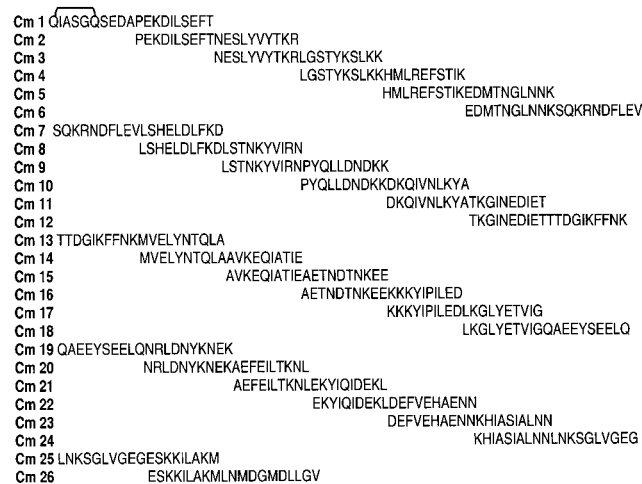 Cm 1 QIASGQSEDAPEKDILSEFT
Cm 2 PEKDILSEFTNESLYVYTKR
Cm 3 NESLYVYTKRLGSTYKSLKK
Cm 4 LGSTYKSLKKHMLREFSTIK
Cm 5 HMLREFSTIKEDMTNGLNNK
Cm 6 EDMTNGLNNKSQKRNDFLEV
Cm 7 SQKRNDFLEVLSHELDLFKD
Cm 8 LSHELDLFKDLSTNKYVIRN
Cm 9 LSTNKYVIRNPYQLLDNDKK
Cm 10 PYQLLDNDKKDKQIVNLKYA
Cm 11 DKQIVNLKYATKGINEDIET
Cm 12 TKGINEDIETTTDGIKFFNK
Cm 13 TTDGIKFFNKMVELYNTQLA
Cm 14 MVELYNTQLAAVKEQIATIE
Cm 15 AVKEQIATIEAETNDTNKEE
Cm 16 AETNDTNKEEKKKYIPILED
Cm 17 KKKYIPILEDLKGLYETVIG
Cm 18 LKGLYETVIGQAEEYSEELQ
Cm 19 QAEEYSEELQNRLDNYKNEK
Cm 20 NRLDNYKNEKAEFEILTKNL
Cm 21 AEFEILTKNLEKYIQIDEKL
Cm 22 EKYIQIDEKLDEFVEHAENN
Cm 23 DEFVEHAENNKHIASIALNN
Cm 24 KHIASIALNNLNKSGLVGEG
Cm 25 LNKSGLVGEGESKKILAKM
Cm 26 ESKKILAKMLNMDGMDLLGV